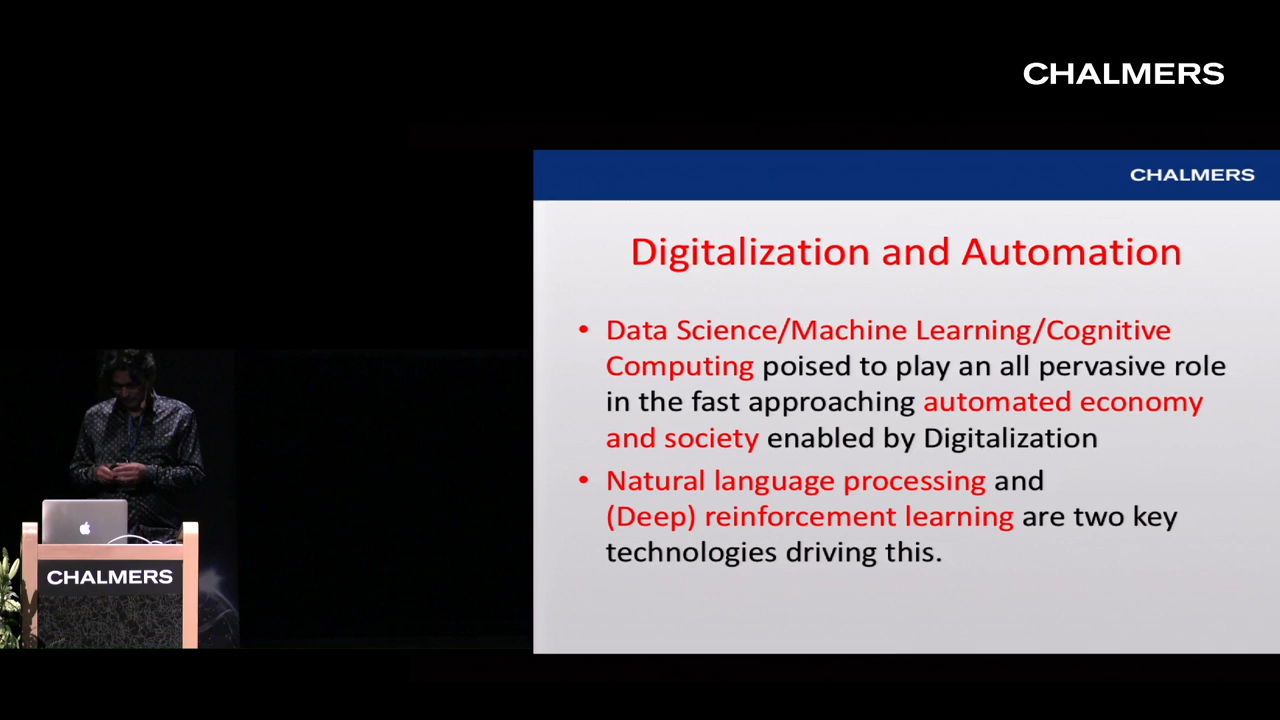 CHALMERS
CHALMERS
Digitalization and Automation
• Data Science/Machine Learning/Cognitive
Computing poised to play an all pervasive role
in the fast approaching automated economy
and society enabled by Digitalization
• Natural language processing and
(Deep) reinforcement learning are two key
technologies driving this.
CHALMERS